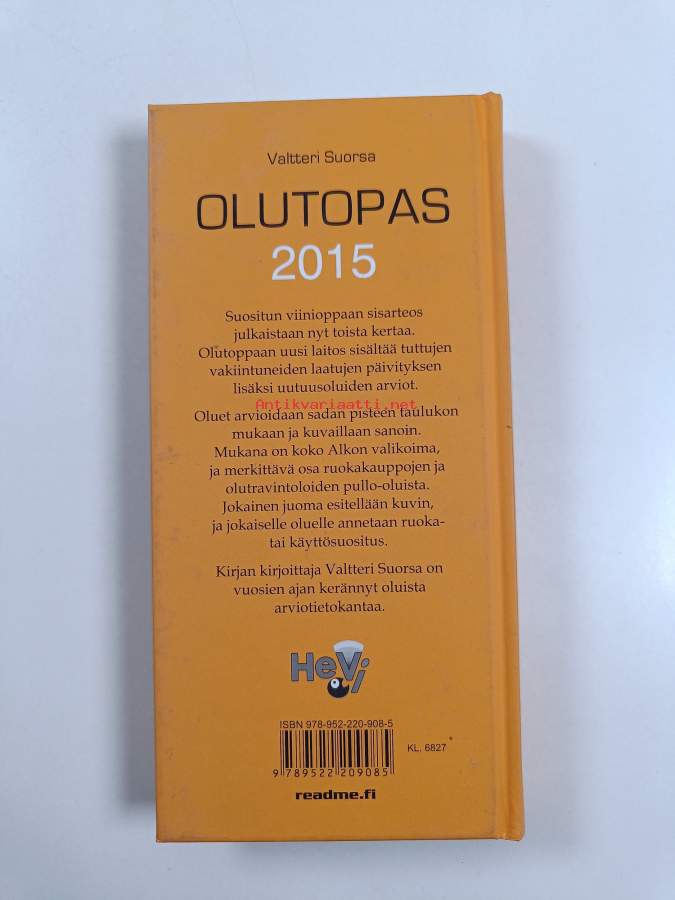 Valtteri Suorsa
OLUTOPAS
2015
Suositun viinioppaan sisarteos
julkaistaan nyt toista kertaa.
Olutoppaan uusi laitos sisältää tuttujen
vakiintuneiden laatujen päivityksen
lisäksi uutuusoluiden arviot.
Antikvariaatti.net
Oluet arvioidaan sadan pisteen taulukon
mukaan ja kuvaillaan sanoin.
Mukana on koko Alkon valikoima,
ja merkittävä osa ruokakauppojen ja
olutravintoloiden pullo-oluista.
Jokainen juoma esitellään kuvin,
ja jokaiselle oluelle annetaan ruoka-
tai käyttösuositus.
Kirjan kirjoittaja Valtteri Suorsa on
vuosien ajan kerännyt oluista
arviotietokantaa.
HeVi
ISBN 978-952-220-908-5
KL. 6827
9 789522 209085
readme.fi